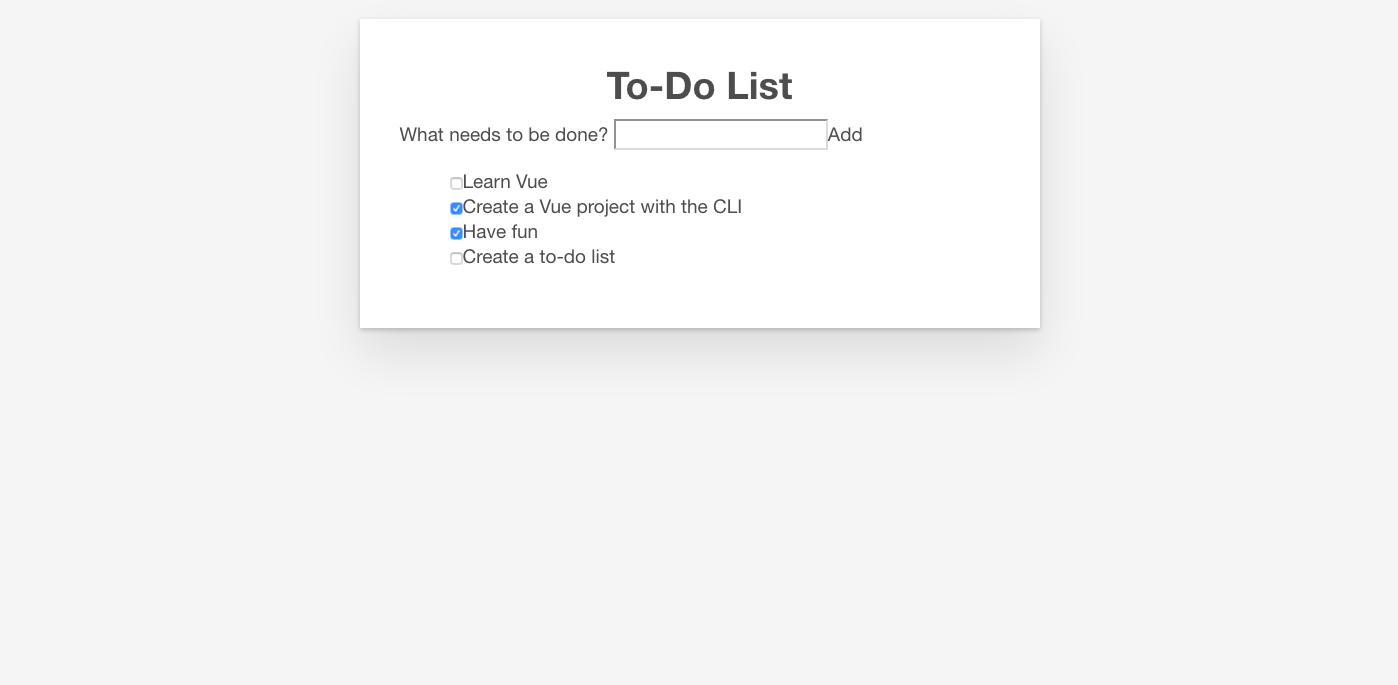 To-Do List
What needs to be done? Add
Learn Vue
Create a Vue project with the CLI
Have fun
Create a to-do list